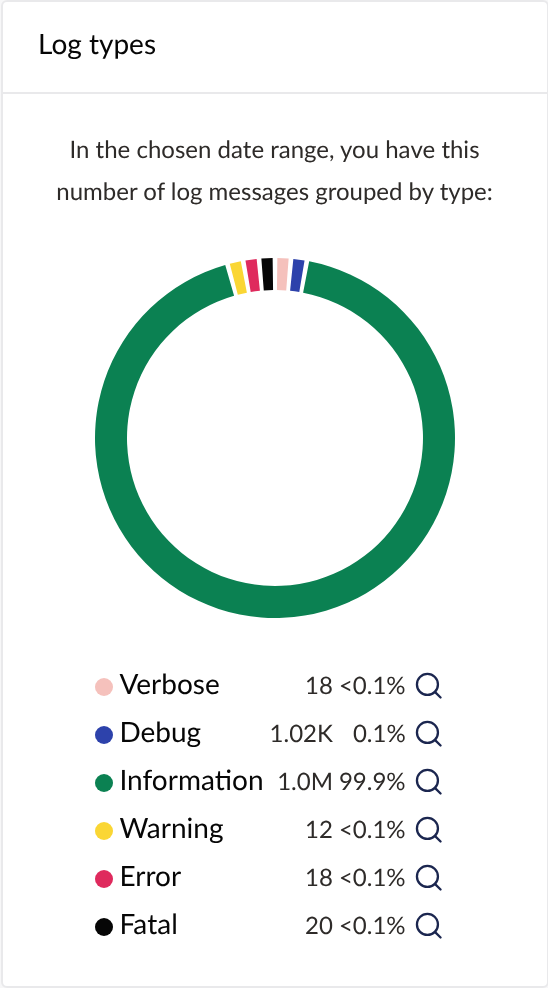 Log types
In the chosen date range, you have this
number of log messages grouped by type:
Verbose 18 <0.1%
Debug 1.02K 0.1%
Information 1.0M 99.9%
Warning 12 <0.1%
Error 18 <0.1%
Fatal 20 <0.1%